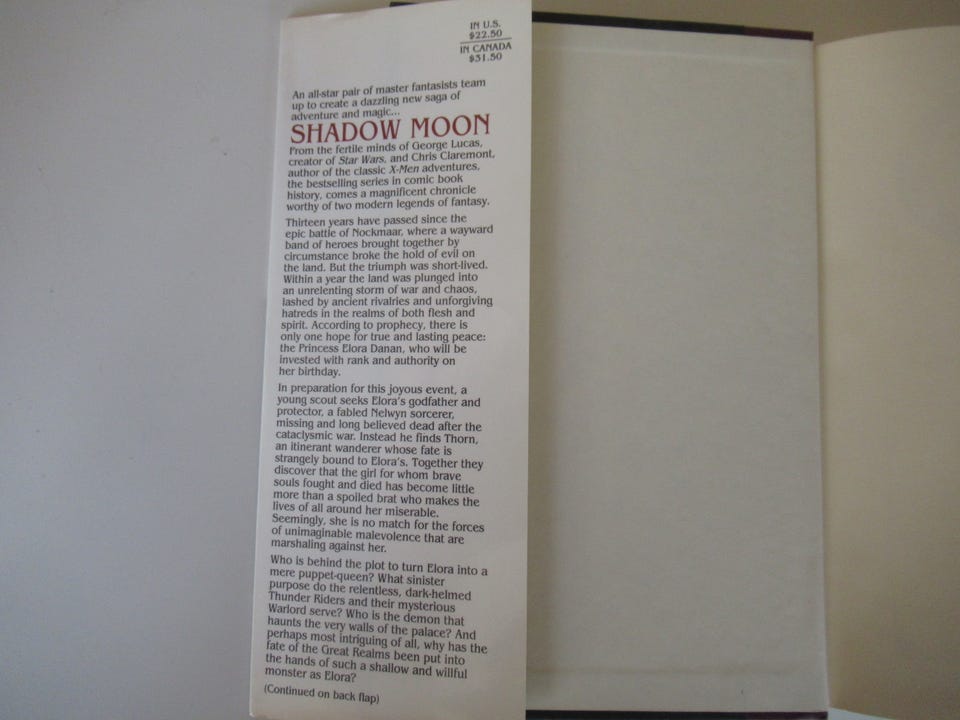 IN U.S.
$22.50
IN CANADA
$31.50
An all-star pair of master fantasists team
up to create a dazzling new saga of
adventure and magic...
SHADOW MOON
From the fertile minds of George Lucas,
creator of Star Wars, and Chris Claremont,
author of the classic X-Men adventures,
the bestselling series in comic book
history, comes a magnificent chronicle
worthy of two modern legends of fantasy.
Thirteen years have passed since the
epic battle of Nockmaar, where a wayward
band of heroes brought together by
circumstance broke the hold of evil on
the land. But the triumph was short-lived.
Within a year the land was plunged into
an unrelenting storm of war and chaos,
lashed by ancient rivalries and unforgiving
hatreds in the realms of both flesh and
spirit. According to prophecy, there is
only one hope for true and lasting peace:
the Princess Elora Danan, who will be
invested with rank and authority on
her birthday.
In preparation for this joyous event, a
young scout seeks Elora's godfather and
protector, a fabled Nelwyn sorcerer,
missing and long believed dead after the
cataclysmic war. Instead he finds Thorn,
an itinerant wanderer whose fate is
strangely bound to Elora's. Together they
discover that the girl for whom brave
souls fought and died has become little
more than a spoiled brat who makes the
lives of all around her miserable.
Seemingly, she is no match for the forces
of unimaginable malevolence that are
marshaling against her.
Who is behind the plot to turn Elora into a
mere puppet-queen? What sinister
purpose do the relentless, dark-helmed
Thunder Riders and their mysterious
Warlord serve? Who is the demon that
haunts the very walls of the palace? And
perhaps most intriguing of all, why has the
fate of the Great Realms been put into
the hands of such a shallow and willful
monster as Elora?
(Continued on back flap)